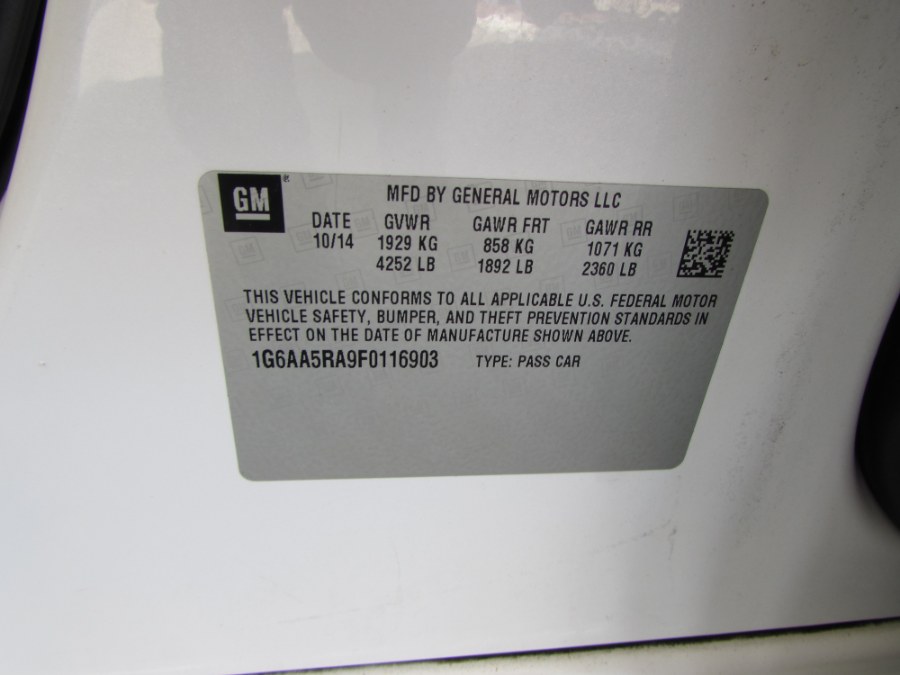 GM
MFD BY GENERAL MOTORS LLC
DATE GVWR GAWR FRT GAWR RR
10/14 1929 KG 858 KG 1071 KG
4252 LB 1892 LB 2360 LB
THIS VEHICLE CONFORMS TO ALL APPLICABLE U.S. FEDERAL MOTOR
VEHICLE SAFETY, BUMPER, AND THEFT PREVENTION STANDARDS IN
EFFECT ON THE DATE OF MANUFACTURE SHOWN ABOVE.
1G6AA5RA9F0116903 TYPE: PASS CAR